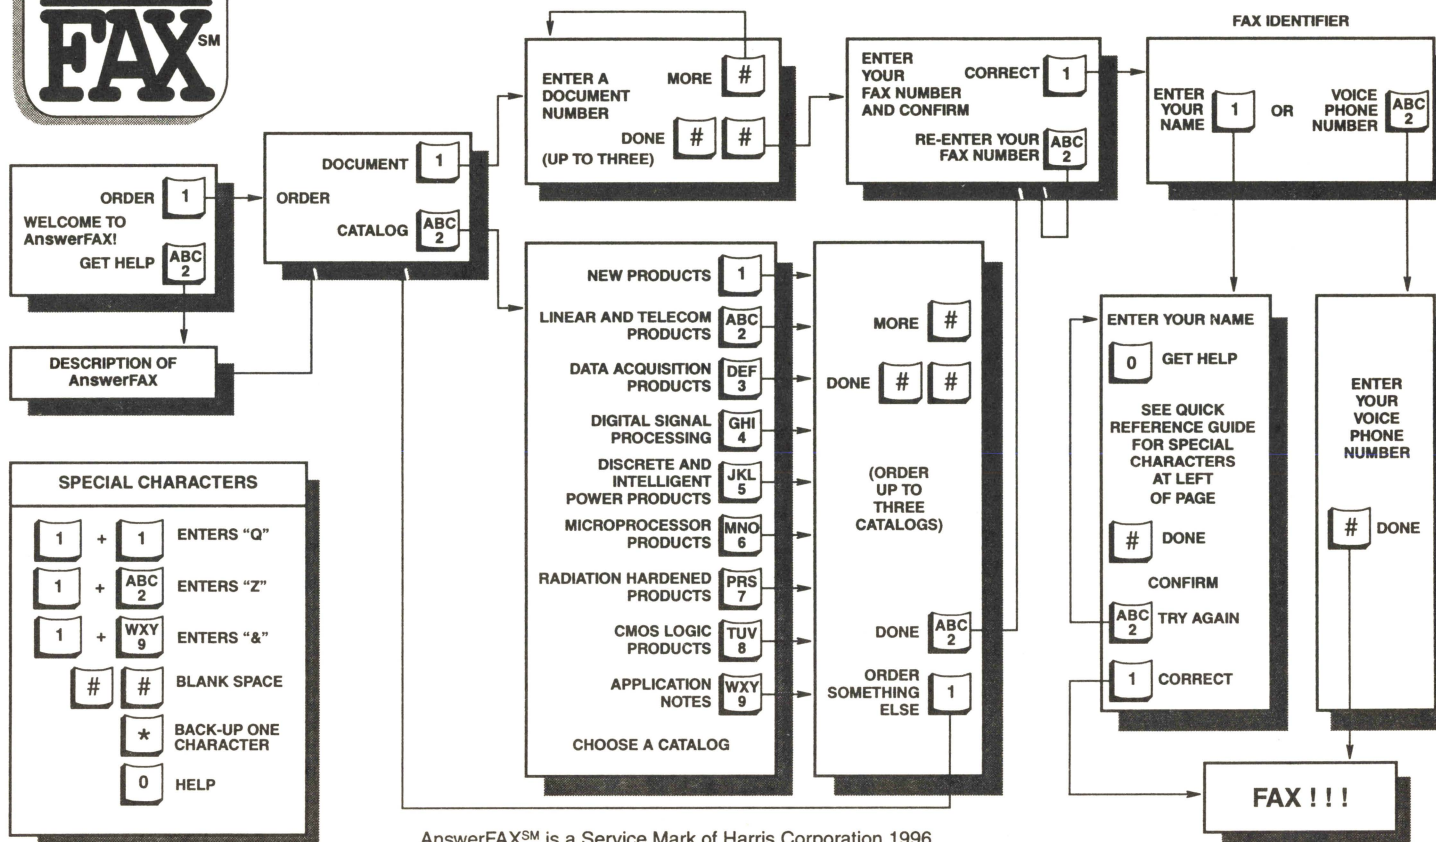 FAX SM
ORDER 1
WELCOME TO
AnswerFAX!
GET HELP ABC 2
DESCRIPTION OF
AnswerFAX
DOCUMENT 1
ORDER
CATALOG ABC 2
ENTER A
DOCUMENT
NUMBER
MORE #
DONE # #
(UP TO THREE)
ENTER
YOUR
FAX NUMBER
AND CONFIRM
CORRECT 1
RE-ENTER YOUR
FAX NUMBER
ABC 2
FAX IDENTIFIER
ENTER
YOUR
NAME
1
OR
VOICE
PHONE
NUMBER
ABC 2
NEW PRODUCTS 1
LINEAR AND TELECOM
PRODUCTS
ABC 2
DATA ACQUISITION
PRODUCTS
DEF 3
DIGITAL SIGNAL
PROCESSING
GHI 4
DISCRETE AND
INTELLIGENT
POWER PRODUCTS
JKL 5
MICROPROCESSOR
PRODUCTS
MNO 6
RADIATION HARDENED
PRODUCTS
PRS 7
CMOS LOGIC
PRODUCTS
TUV 8
APPLICATION
NOTES
WXY 9
CHOOSE A CATALOG
MORE #
DONE # #
(ORDER
UP TO
THREE
CATALOGS)
DONE ABC 2
ORDER
SOMETHING
ELSE
1
ENTER YOUR NAME
0 GET HELP
SEE QUICK
REFERENCE GUIDE
FOR SPECIAL
CHARACTERS
AT LEFT
OF PAGE
# DONE
CONFIRM
ABC 2 TRY AGAIN
1 CORRECT
ENTER
YOUR
VOICE
PHONE
NUMBER
# DONE
FAX ! ! !
SPECIAL CHARACTERS
1 + 1 ENTERS “Q”
1 + ABC 2 ENTERS “Z”
1 + WXY 9 ENTERS “&”
# # BLANK SPACE
* BACK-UP ONE
CHARACTER
0 HELP
AnswerFAX SM is a Service Mark of Harris Corporation 1996